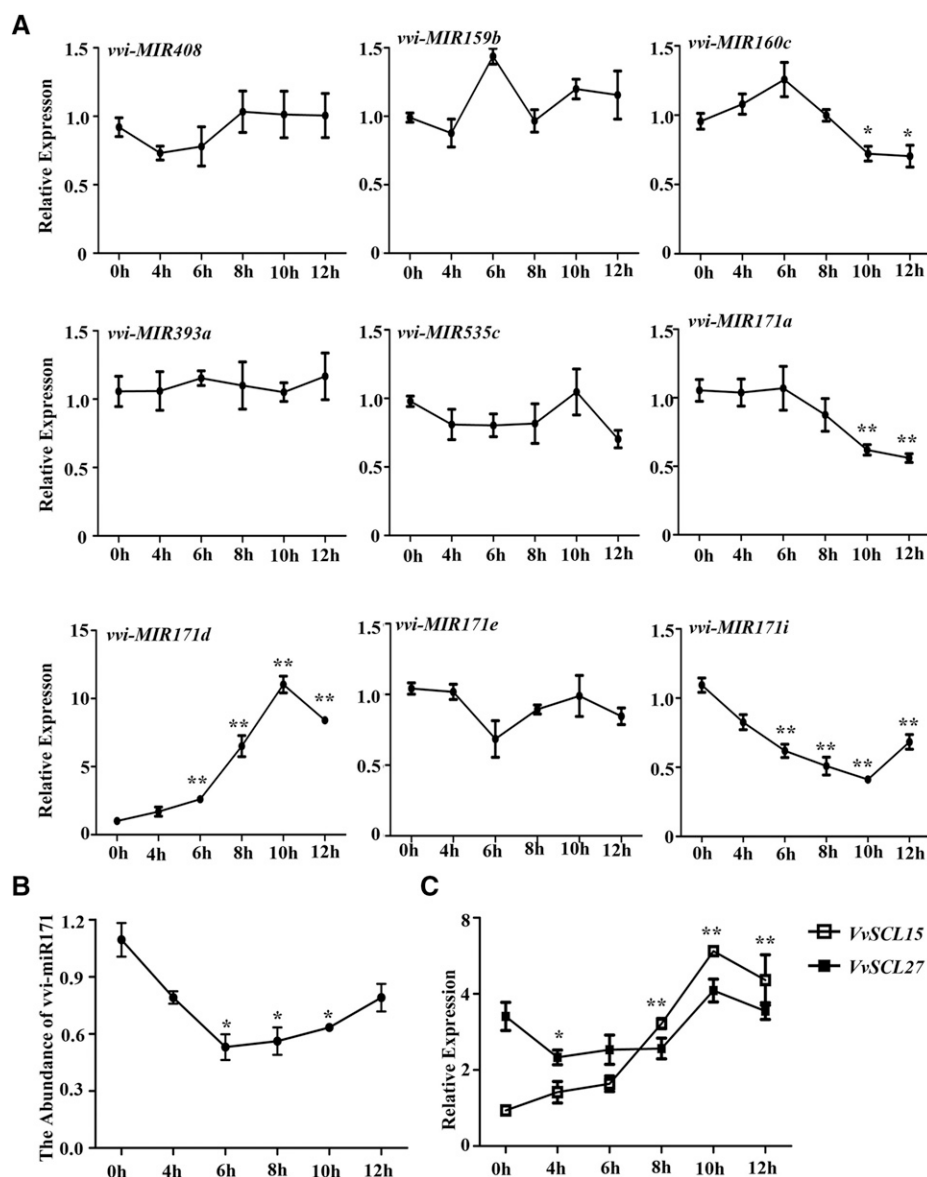 A
vvi-MIR408
1.5
1.0
0.5
0
Relative Expresson
0h 4h 6h 8h 10h 12h
vvi-MIR159b
1.5
1.0
0.5
0
0h 4h 6h 8h 10h 12h
vvi-MIR160c
1.5
1.0
0.5
0
* *
0h 4h 6h 8h 10h 12h
vvi-MIR393a
1.5
1.0
0.5
0
Relative Expresson
0h 4h 6h 8h 10h 12h
vvi-MIR535c
1.5
1.0
0.5
0
0h 4h 6h 8h 10h 12h
vvi-MIR171a
1.5
1.0
0.5
0
** **
0h 4h 6h 8h 10h 12h
vvi-MIR171d
15
10
5
0
Relative Expresson
** ** ** **
0h 4h 6h 8h 10h 12h
vvi-MIR171e
1.5
1.0
0.5
0
0h 4h 6h 8h 10h 12h
vvi-MIR171i
1.5
1.0
0.5
0
** ** ** **
0h 4h 6h 8h 10h 12h
B
1.2
0.9
0.6
0.3
0.0
The Abundance of vvi-miR171
* * *
0h 4h 6h 8h 10h 12h
C
8
4
2
0
Relative Expression
* ** ** **
0h 4h 6h 8h 10h 12h
VvSCL15
VvSCL27